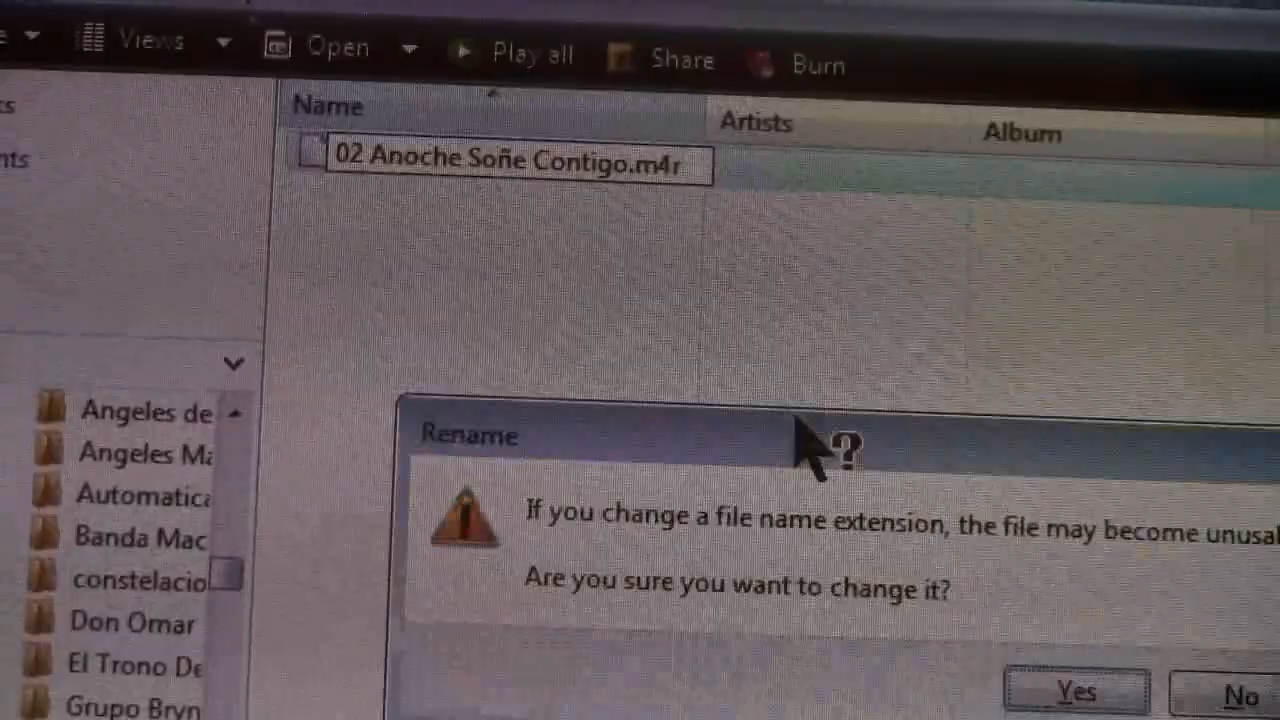 Views Open Play all Share Burn
Name Artists Album
02 Anoche Soñe Contigo.m4r
Angeles de
Angeles Ma
Automatica
Banda Mac
constelacio
Don Omar
El Trono De
Grupo Bryn
Rename
If you change a file name extension, the file may become unusa
Are you sure you want to change it?
Yes No